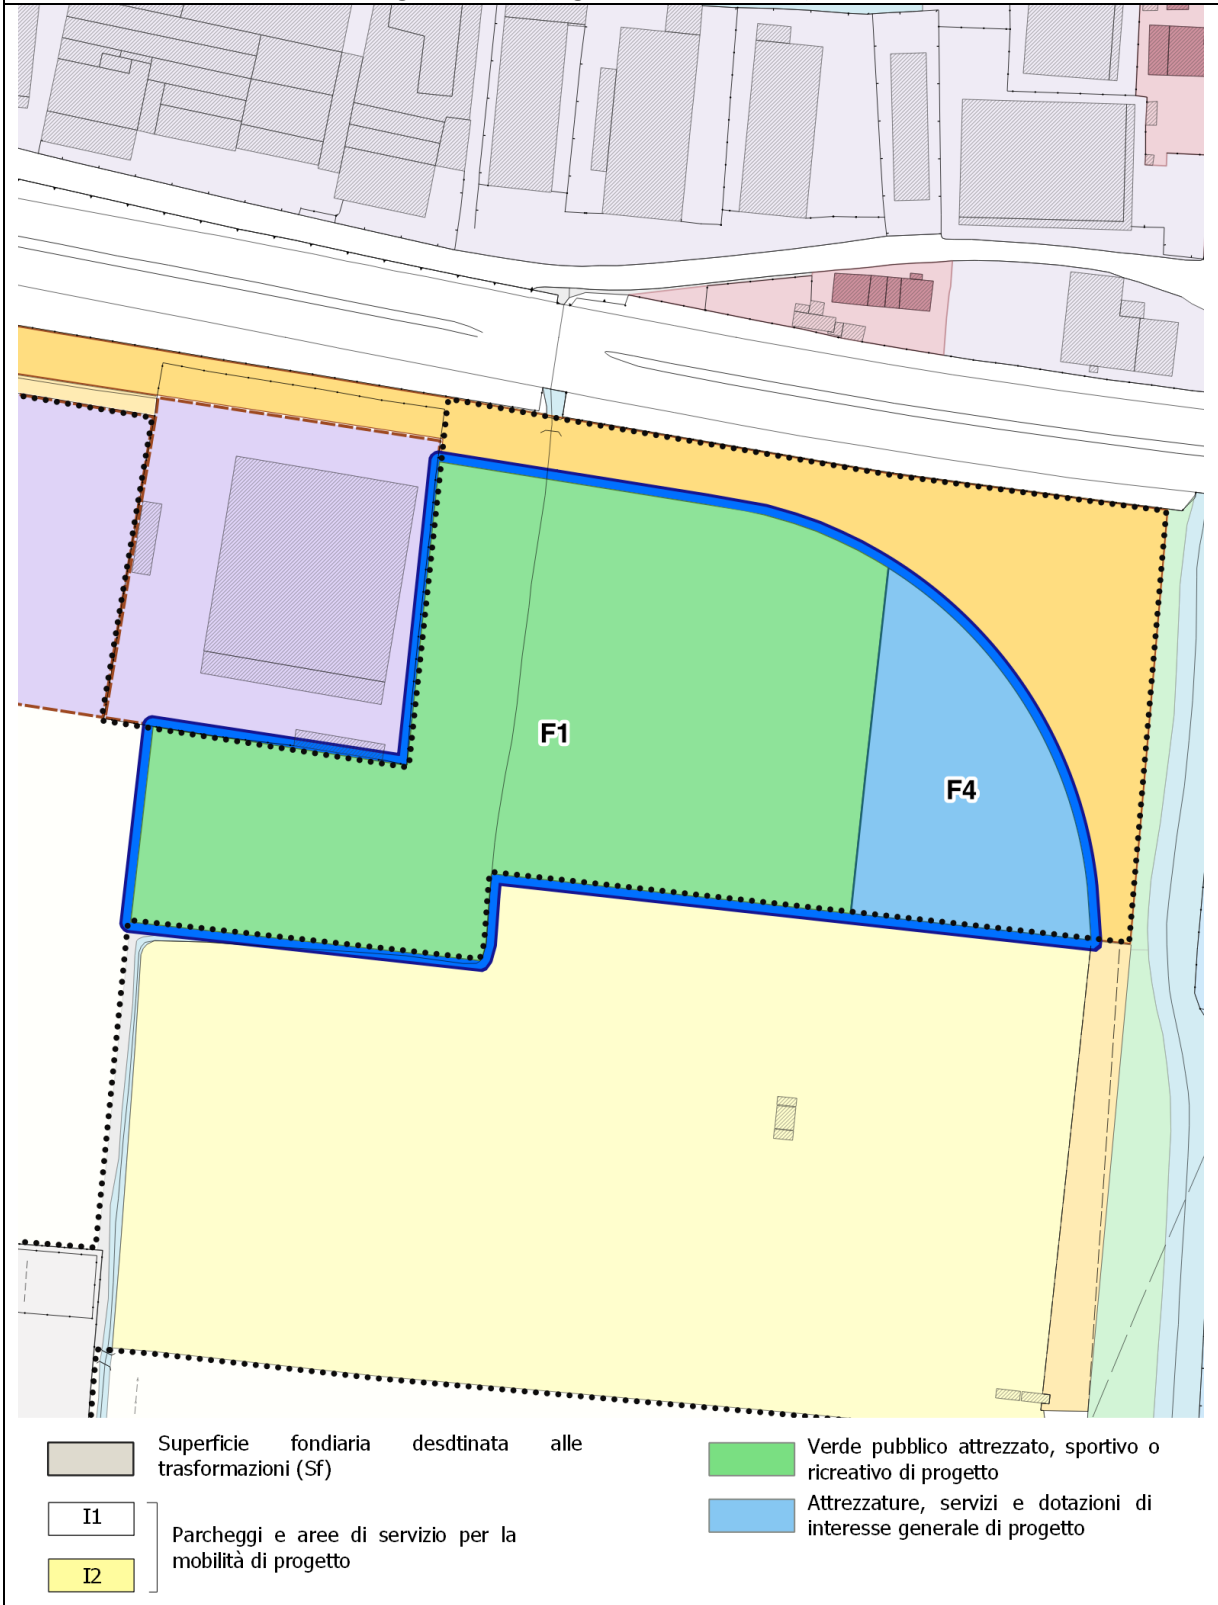 F1
F4
Superficie fondiaria desdtinata alle
trasformazioni (Sf)
I1
I2
Parcheggi e aree di servizio per la
mobilità di progetto
Verde pubblico attrezzato, sportivo o
ricreativo di progetto
Attrezzature, servizi e dotazioni di
interesse generale di progetto